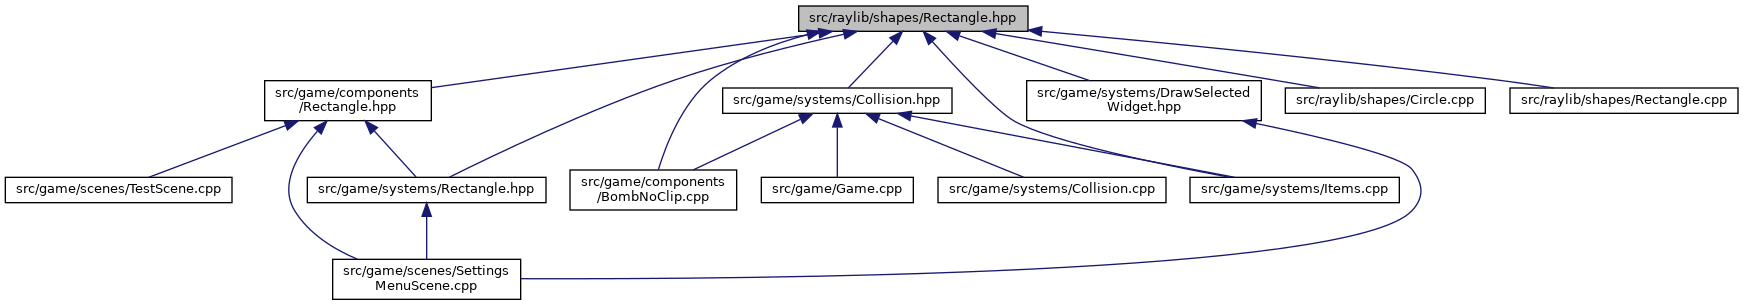 src/raylib/shapes/Rectangle.hpp
src/game/components
/Rectangle.hpp
src/game/systems/Collision.hpp
src/game/systems/DrawSelected
Widget.hpp
src/raylib/shapes/Circle.cpp
src/raylib/shapes/Rectangle.cpp
src/game/scenes/TestScene.cpp
src/game/systems/Rectangle.hpp
src/game/components
/BombNoClip.cpp
src/game/Game.cpp
src/game/systems/Collision.cpp
src/game/systems/Items.cpp
src/game/scenes/Settings
MenuScene.cpp